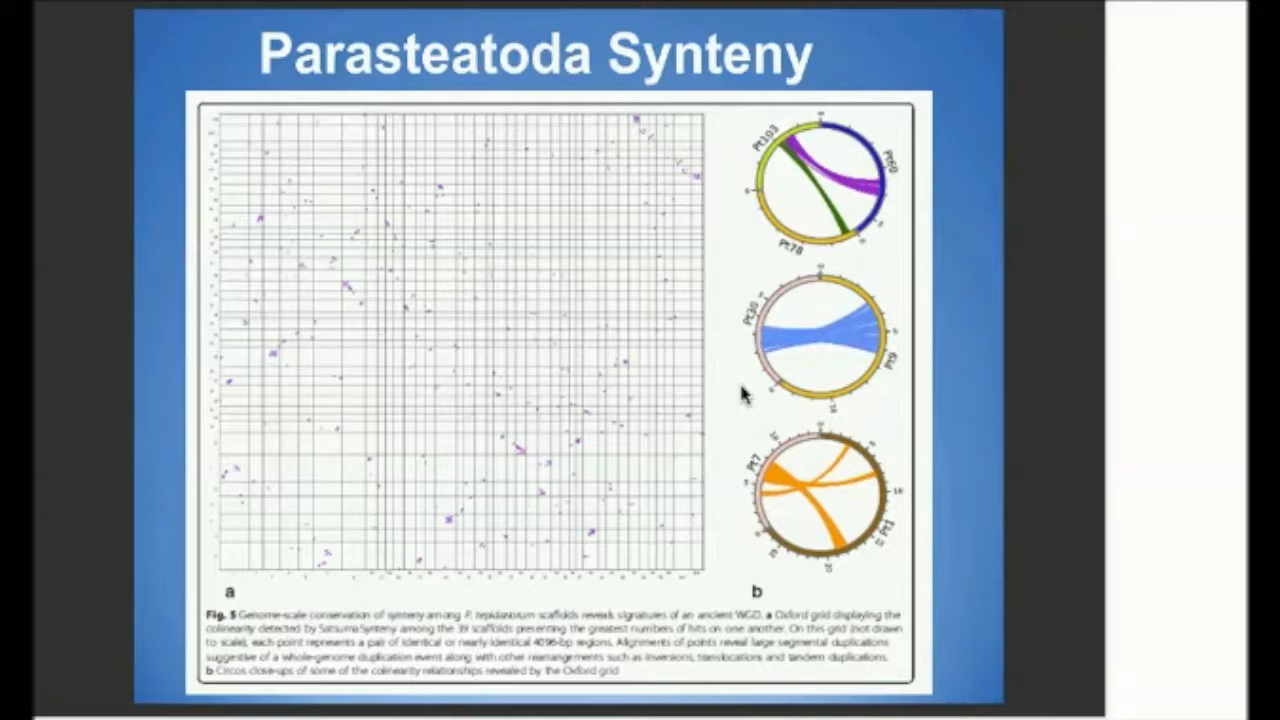 Parasteatoda Synteny
Pt103
Pt60
Pt78
Pt30
Pt9
Pt7
Pt1
a
b
Fig. 5 Genome-scale conservation of synteny among P. tepidariorum scaffolds reveals signatures of an ancient WGD. a Oxford grid displaying the
colinearity detected by SatsumaSynteny among the 39 scaffolds presenting the greatest numbers of hits on one another. On this grid (not drawn
to scale), each point represents a pair of identical or nearly identical 4096-bp regions. Alignments of points reveal large segmental duplications
suggestive of a whole-genome duplication event along with other rearrangements such as inversions, translocations and tandem duplications.
b Circos close-ups of some of the colinearity relationships revealed by the Oxford grid